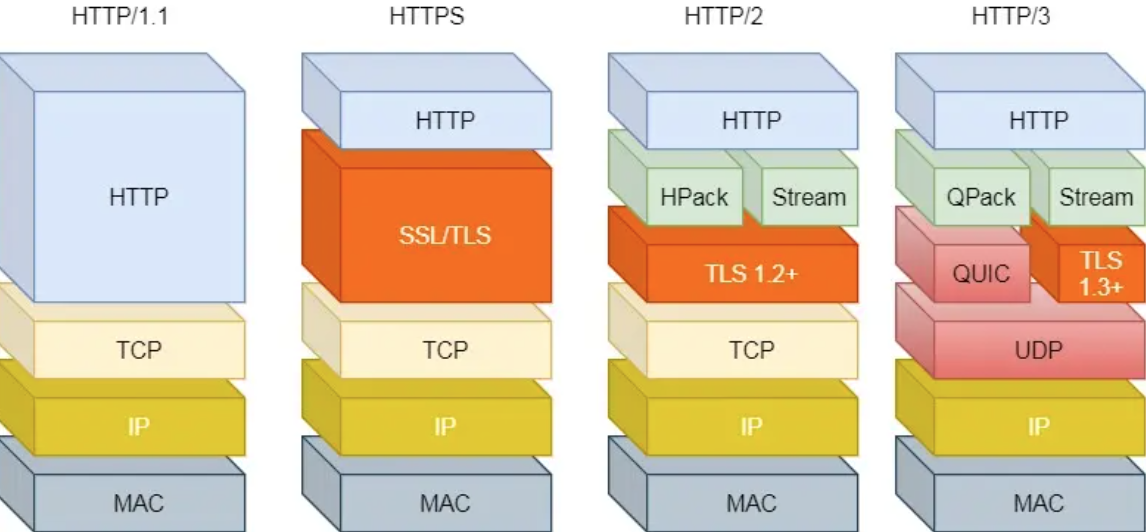 HTTP/1.1
HTTPS
HTTP/2
HTTP/3
HTTP
TCP
IP
MAC
HTTP
SSL/TLS
TCP
IP
MAC
HTTP
HPack
Stream
TLS 1.2+
TCP
IP
MAC
HTTP
QPack
Stream
QUIC
TLS
1.3+
UDP
IP
MAC